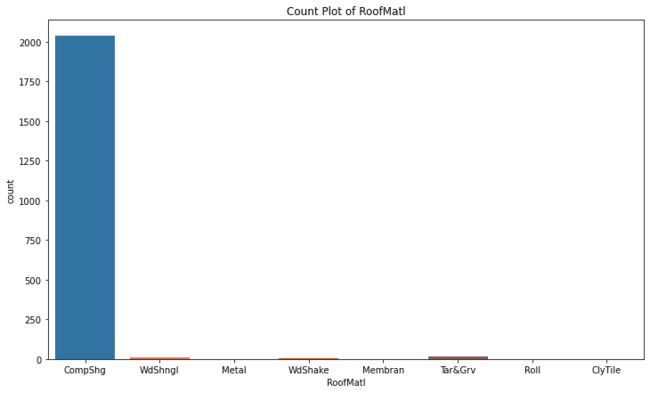 Count Plot of RoofMatl
2000
1750
1500
1250
1000
750
500
250
0
count
CompShg WdShngl Metal WdShake Membran Tar&Grv Roll ClyTile
RoofMatl